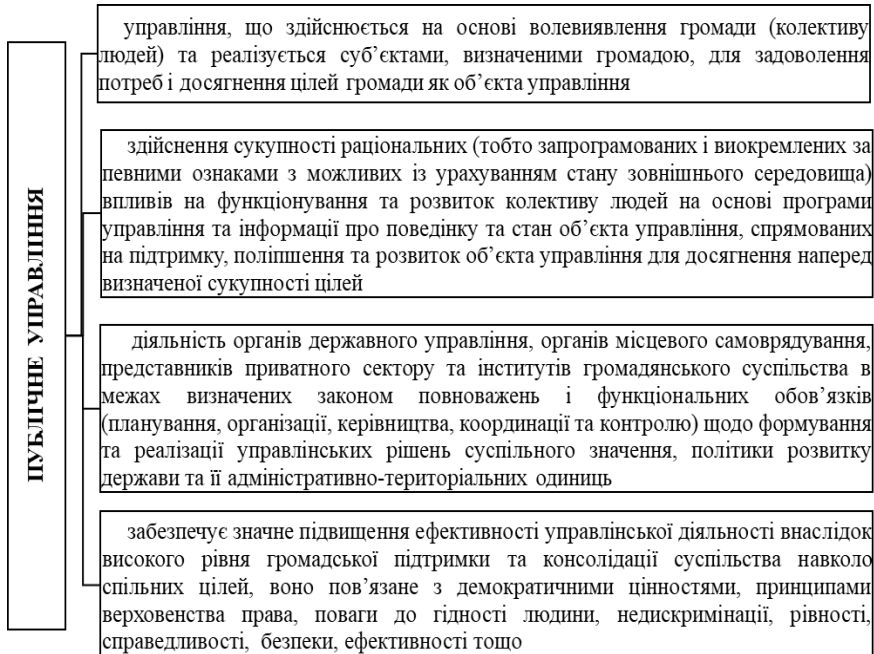 ПУБЛІЧНЕ УПРАВЛІННЯ
управління, що здійснюється на основі волевиявлення громади (колективу
людей) та реалізується суб’єктами, визначеними громадою, для задоволення
потреб і досягнення цілей громади як об’єкта управління
здійснення сукупності раціональних (тобто запрограмованих і виокремлених за
певними ознаками з можливих із урахуванням стану зовнішнього середовища)
впливів на функціонування та розвиток колективу людей на основі програми
управління та інформації про поведінку та стан об’єкта управління, спрямованих
на підтримку, поліпшення та розвиток об’єкта управління для досягнення наперед
визначеної сукупності цілей
діяльність органів державного управління, органів місцевого самоврядування,
представників приватного сектору та інститутів громадянського суспільства в
межах визначених законом повноважень і функціональних обов’язків
(планування, організації, керівництва, координації та контролю) щодо формування
та реалізації управлінських рішень суспільного значення, політики розвитку
держави та її адміністративно-територіальних одиниць
забезпечує значне підвищення ефективності управлінської діяльності внаслідок
високого рівня громадської підтримки та консолідації суспільства навколо
спільних цілей, воно пов’язане з демократичними цінностями, принципами
верховенства права, поваги до гідності людини, недискримінації, рівності,
справедливості, безпеки, ефективності тощо